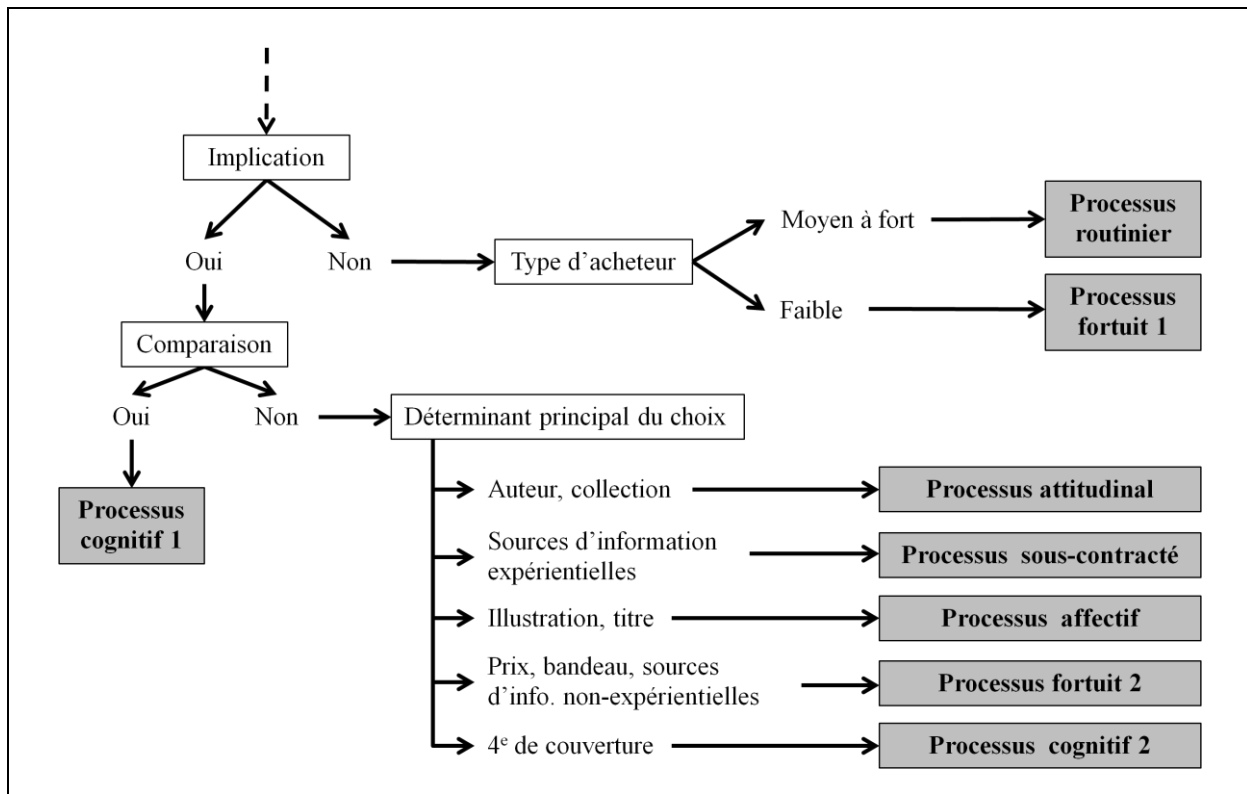 Implication
Oui
Non
Type d’acheteur
Moyen à fort
Processus
routinier
Faible
Processus
fortuit 1
Comparaison
Oui
Non
Déterminant principal du choix
Processus
cognitif 1
Auteur, collection
Processus attitudinal
Sources d’information
expérientielles
Processus sous-contracté
Illustration, titre
Processus affectif
Prix, bandeau, sources
d’info. non-expérientielles
Processus fortuit 2
4e de couverture
Processus cognitif 2